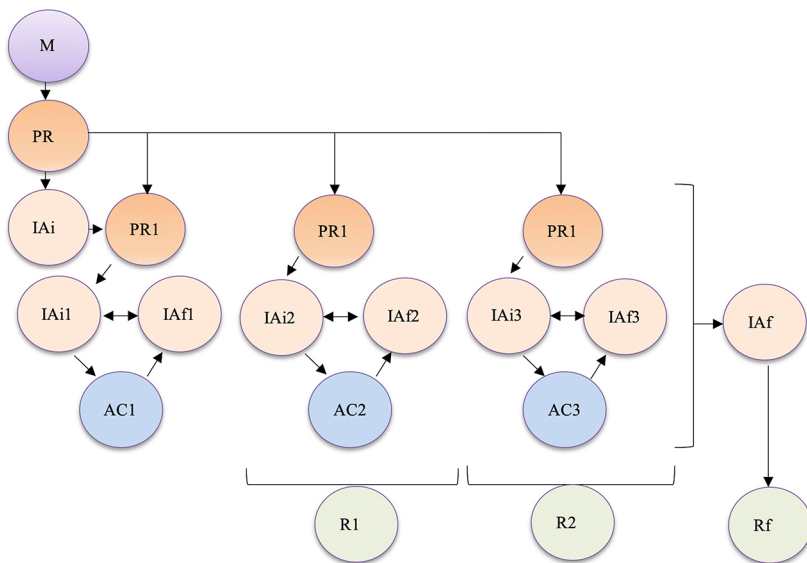 M
PR
IAi
PR1
PR1
PR1
IAi1
IAf1
IAi2
IAf2
IAi3
IAf3
IAf
AC1
AC2
AC3
R1
R2
Rf